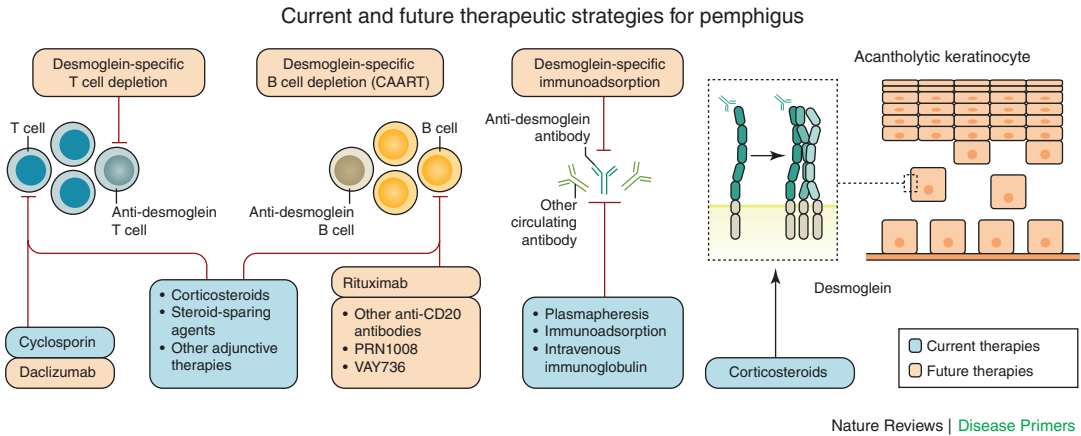 Current and future therapeutic strategies for pemphigus
Desmoglein-specific
T cell depletion
Desmoglein-specific
B cell depletion (CAART)
Desmoglein-specific
immunoadsorption
Acantholytic keratinocyte
T cell
B cell
Anti-desmoglein
antibody
Anti-desmoglein
T cell
Anti-desmoglein
B cell
Other
circulating
antibody
• Corticosteroids
• Steroid-sparing
agents
• Other adjunctive
therapies
Rituximab
• Other anti-CD20
antibodies
• PRN1008
• VAY736
• Plasmapheresis
• Immunoadsorption
• Intravenous
immunoglobulin
Desmoglein
Cyclosporin
Daclizumab
Corticosteroids
Current therapies
Future therapies
Nature Reviews | Disease Primers